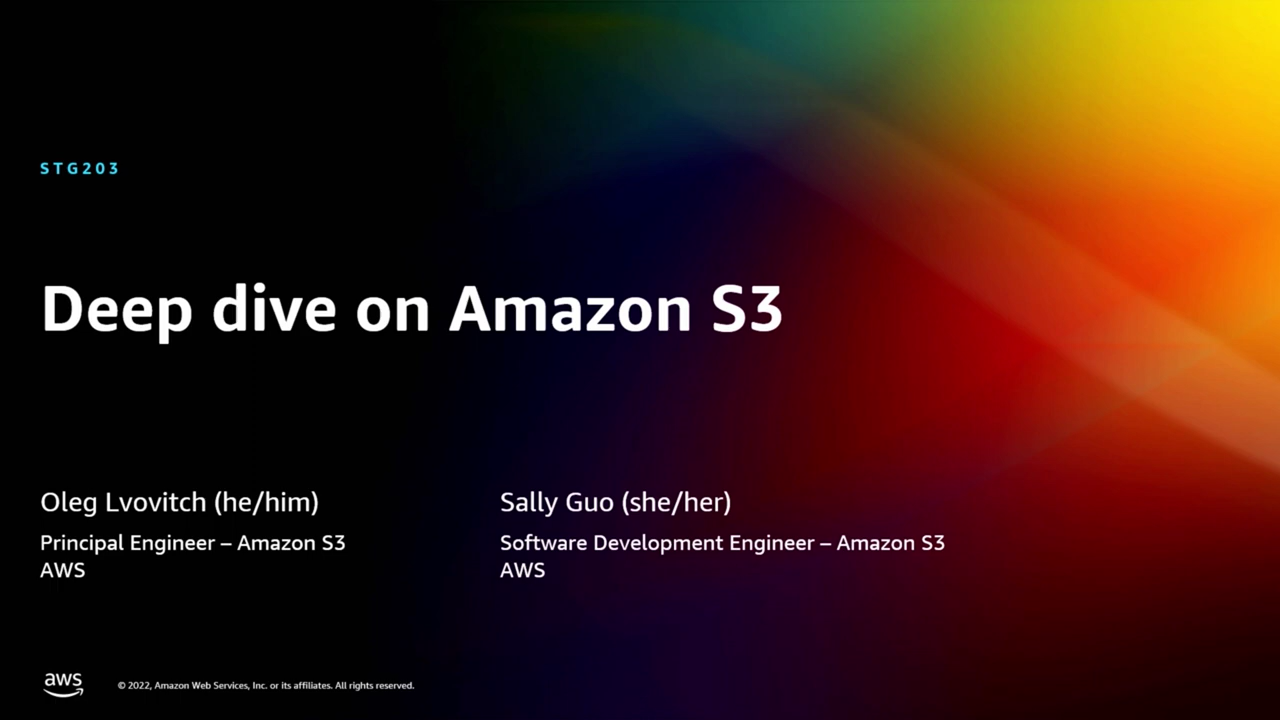 STG203
Deep dive on Amazon S3
Oleg Lvovitch (he/him)
Principal Engineer – Amazon S3
AWS
Sally Guo (she/her)
Software Development Engineer – Amazon S3
AWS
aws
© 2022, Amazon Web Services, Inc. or its affiliates. All rights reserved.